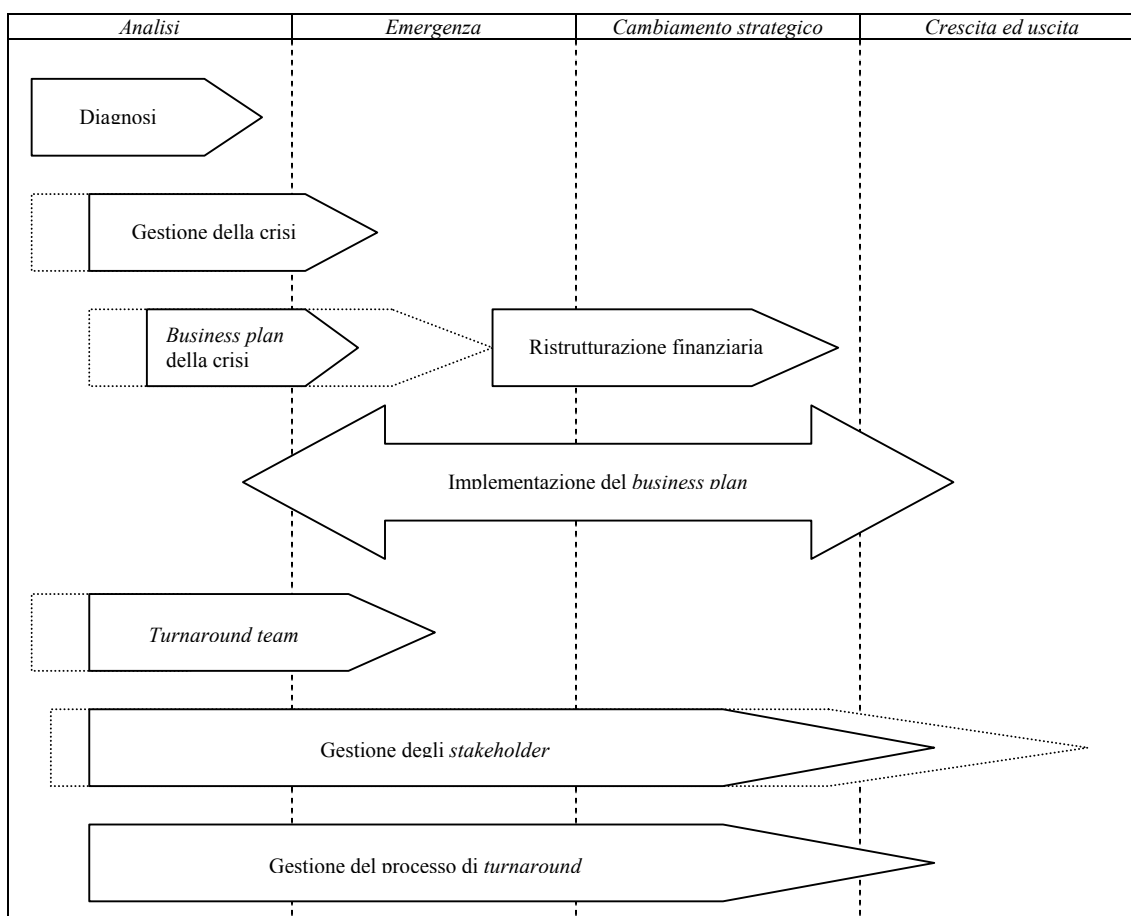 Analisi
Emergenza
Cambiamento strategico
Crescita ed uscita
Diagnosi
Gestione della crisi
Business plan
della crisi
Ristrutturazione finanziaria
Implementazione del business plan
Turnaround team
Gestione degli stakeholder
Gestione del processo di turnaround